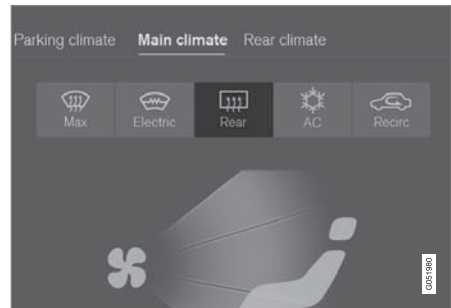 Parking climate Main climate Rear climate
Max Electric Rear AC Recirc
G051980